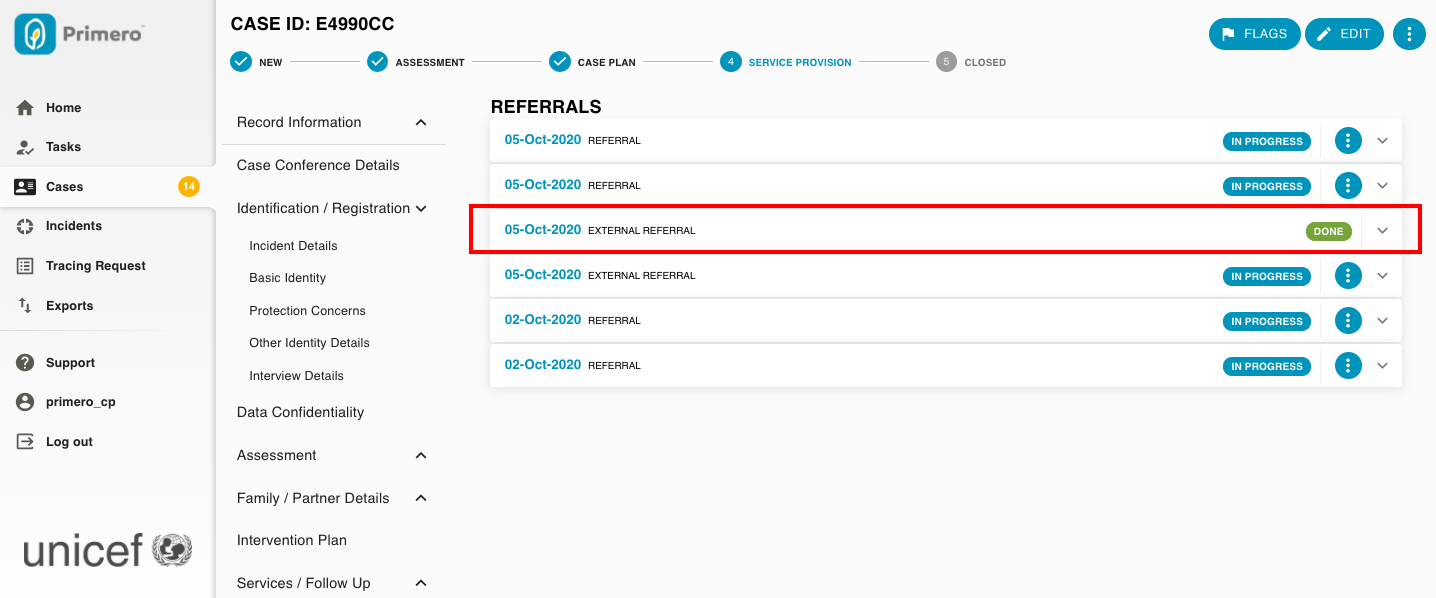 Primero™
Home
Tasks
Cases 14
Incidents
Tracing Request
Exports
Support
primero_cp
Log out
unicef
CASE ID: E4990CC
FLAGS
EDIT
NEW
ASSESSMENT
CASE PLAN
4 SERVICE PROVISION
5 CLOSED
Record Information
Case Conference Details
Identification / Registration
Incident Details
Basic Identity
Protection Concerns
Other Identity Details
Interview Details
Data Confidentiality
Assessment
Family / Partner Details
Intervention Plan
Services / Follow Up
REFERRALS
05-Oct-2020 REFERRAL IN PROGRESS
05-Oct-2020 REFERRAL IN PROGRESS
05-Oct-2020 EXTERNAL REFERRAL DONE
05-Oct-2020 EXTERNAL REFERRAL IN PROGRESS
02-Oct-2020 REFERRAL IN PROGRESS
02-Oct-2020 REFERRAL IN PROGRESS